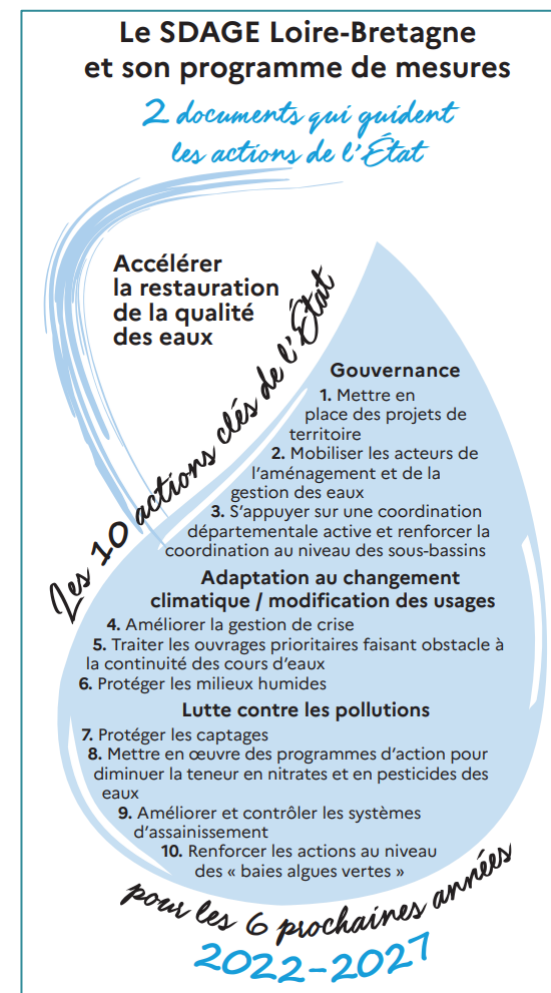 Le SDAGE Loire-Bretagne
et son programme de mesures
2 documents qui guident
les actions de l'État
Accélérer
la restauration
de la qualité
des eaux
Les 10 actions clés de l'État
Gouvernance
1. Mettre en
place des projets de
territoire
2. Mobiliser les acteurs de
l'aménagement et de la
gestion des eaux
3. S'appuyer sur une coordination
départementale active et renforcer la
coordination au niveau des sous-bassins
Adaptation au changement
climatique / modification des usages
4. Améliorer la gestion de crise
5. Traiter les ouvrages prioritaires faisant obstacle à
la continuité des cours d'eaux
6. Protéger les milieux humides
Lutte contre les pollutions
7. Protéger les captages
8. Mettre en œuvre des programmes d'action pour
diminuer la teneur en nitrates et en pesticides des
eaux
9. Améliorer et contrôler les systèmes
d'assainissement
10. Renforcer les actions au niveau
des « baies algues vertes »
pour les 6 prochaines années
2022-2027